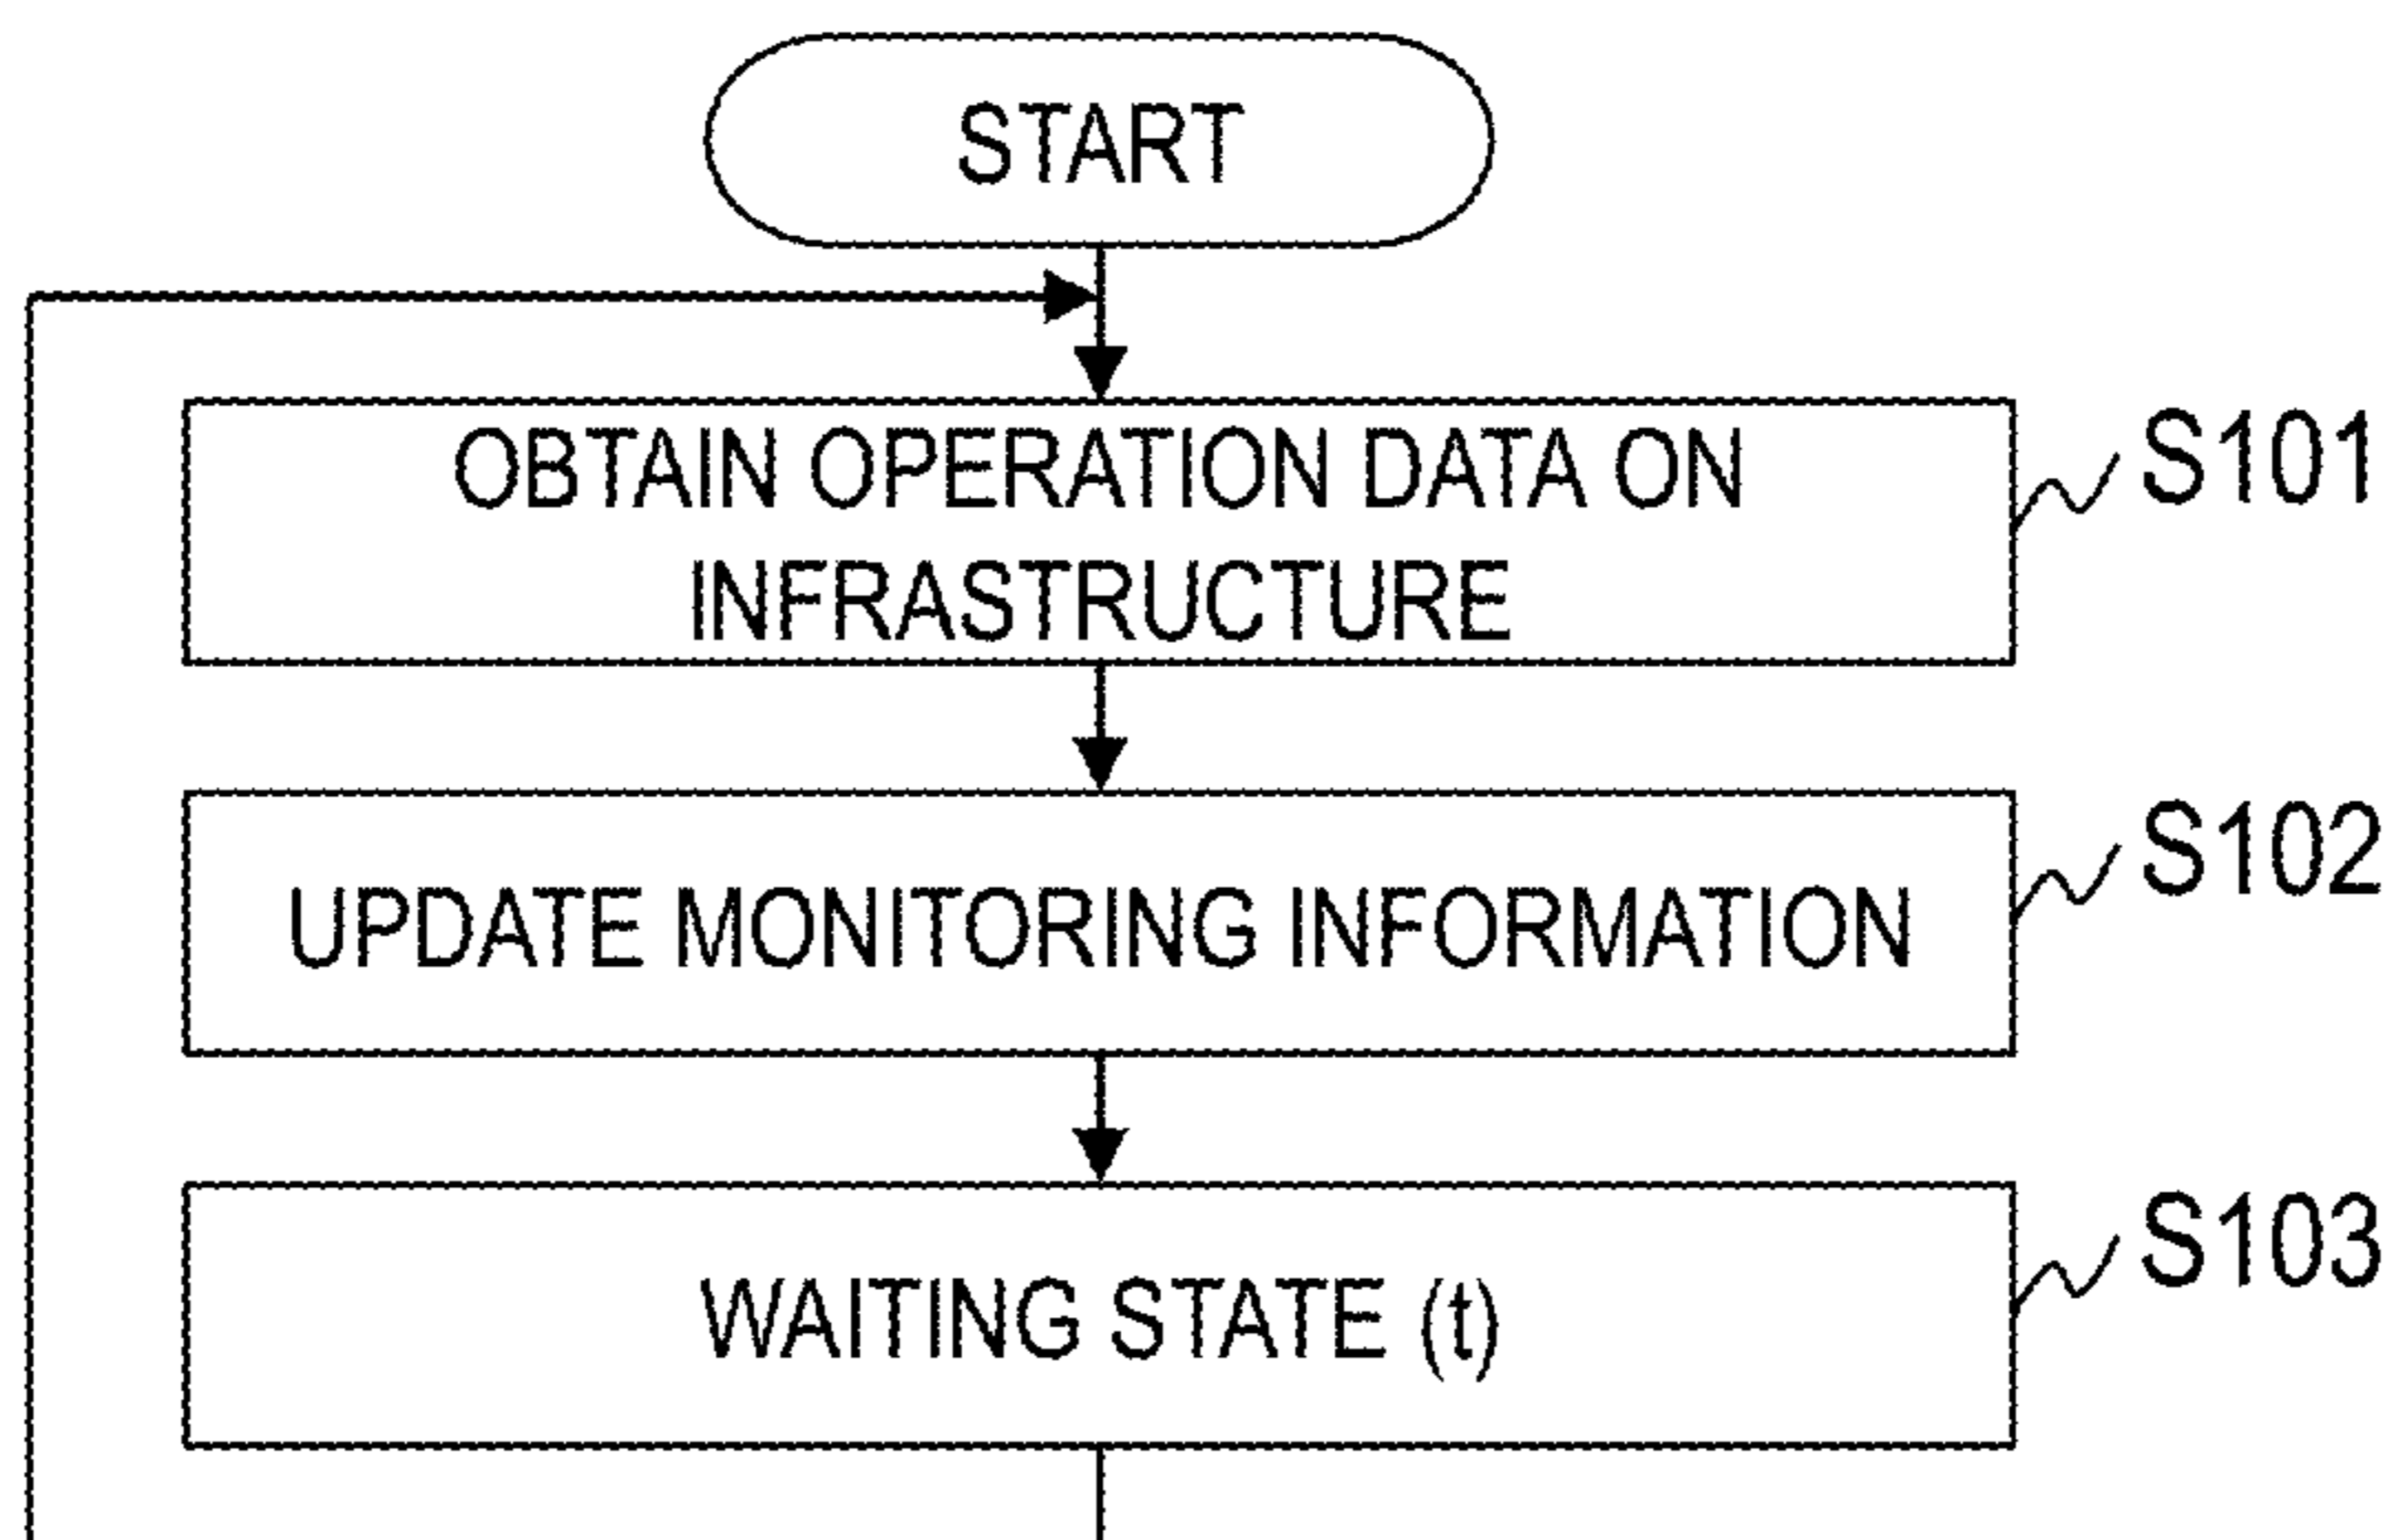 START
OBTAIN OPERATION DATA ON
INFRASTRUCTURE
S101
UPDATE MONITORING INFORMATION
S102
WAITING STATE (t)
S103